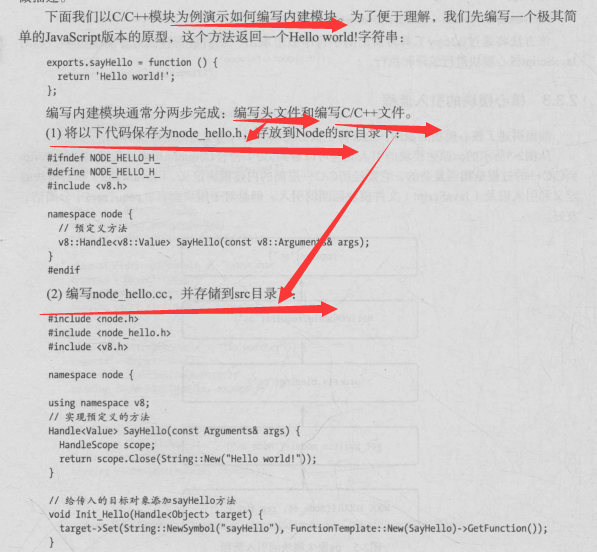 下面我们以C/C++模块为例演示如何编写内建模块。为了便于理解，我们先编写一个极其简
单的JavaScript版本的原型，这个方法返回一个Hello world!字符串：
exports.sayHello = function () {
  return 'Hello world!';
};
编写内建模块通常分两步完成：编写头文件和编写C/C++文件。
(1) 将以下代码保存为node_hello.h，存放到Node的src目录下：
#ifndef NODE_HELLO_H_
#define NODE_HELLO_H_
#include <v8.h>
namespace node {
  // 预定义方法
  v8::Handle<v8::Value> SayHello(const v8::Arguments& args);
}
#endif
(2) 编写node_hello.cc，并存储到src目录下：
#include <node.h>
#include <node_hello.h>
#include <v8.h>
namespace node {
using namespace v8;
// 实现预定义的方法
Handle<Value> SayHello(const Arguments& args) {
  HandleScope scope;
  return scope.Close(String::New("Hello world!"));
}
// 给传入的目标对象添加sayHello方法
void Init_Hello(Handle<Object> target) {
  target->Set(String::NewSymbol("sayHello"), FunctionTemplate::New(SayHello)->GetFunction());
}